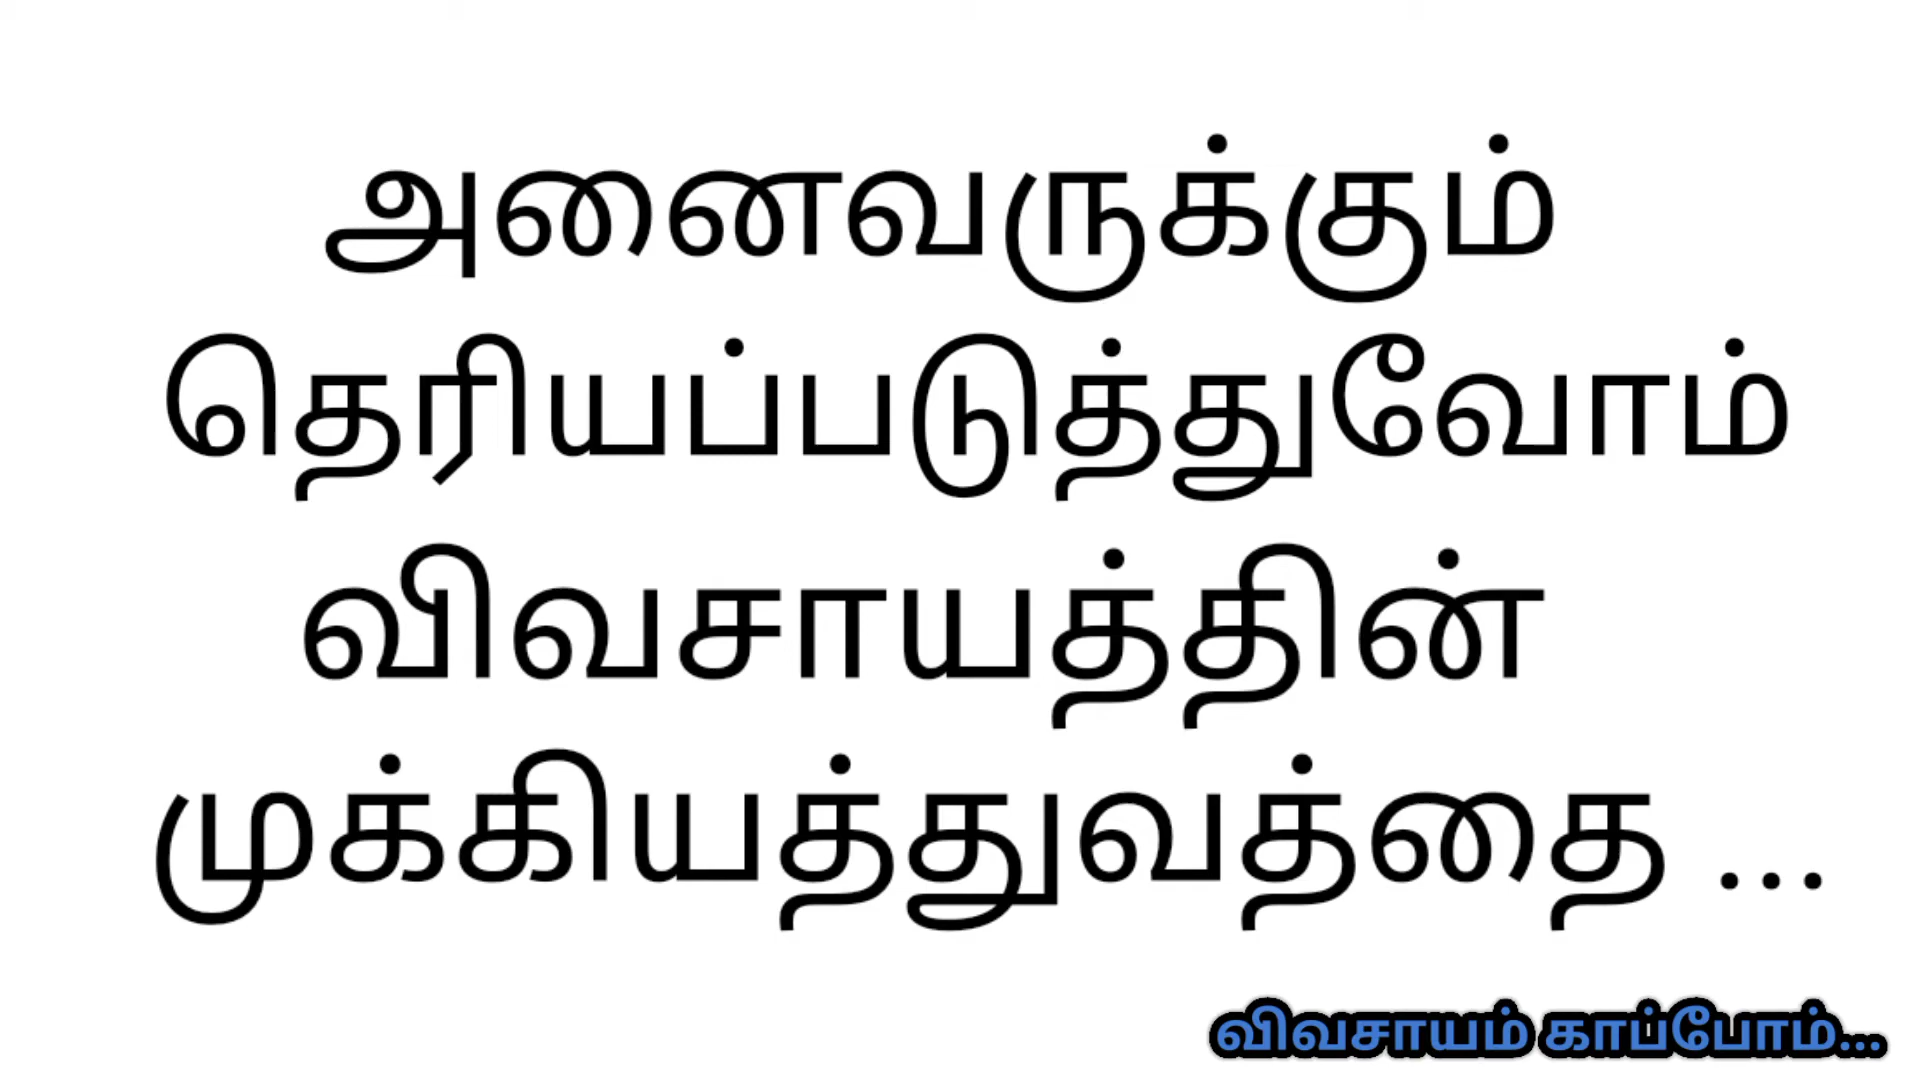 அனைவருக்கும்
தெரியப்படுத்துவோம்
விவசாயத்தின்
முக்கியத்துவத்தை ...
விவசாயம் காப்போம்...